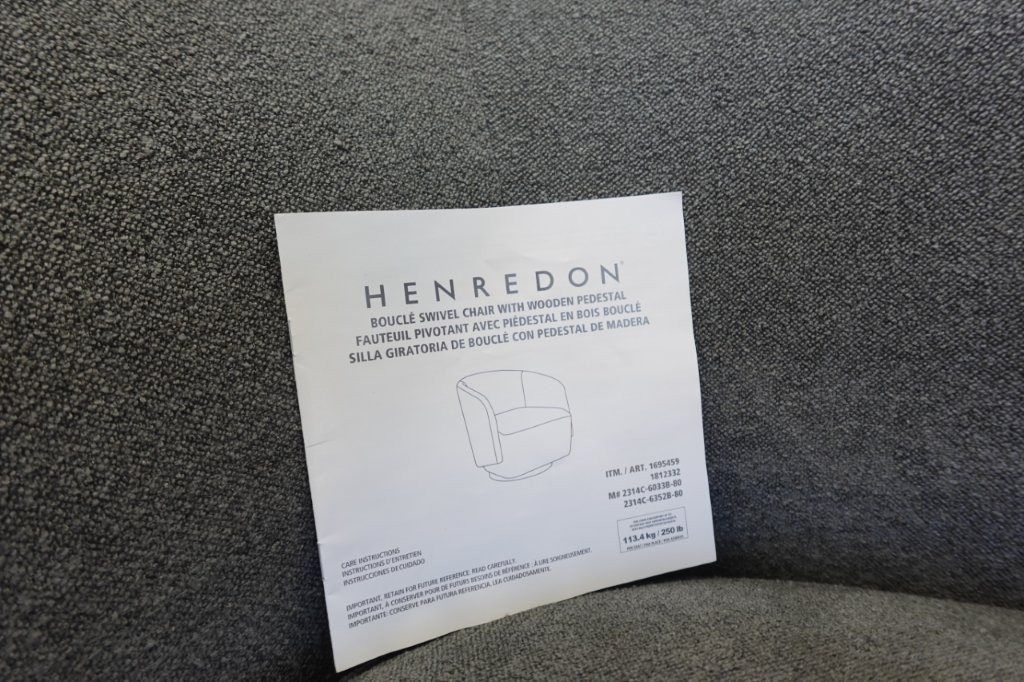 HENREDON
BOUCLÈ SWIVEL CHAIR WITH WOODEN PEDESTAL
FAUTEUIL PIVOTANT AVEC PIÉDESTAL EN BOIS BOUCLÈ
SILLA GIRATORIA DE BOUCLÈ CON PEDESTAL DE MADERA
ITM. / ART. 1695459
1812332
M# 2314C-6033B-80
2314C-6352B-80
113.4 kg / 250 lb
CARE INSTRUCTIONS
INSTRUCTIONS D'ENTRETIEN
INSTRUCCIONES DE CUIDADO
IMPORTANT, RETAIN FOR FUTURE REFERENCE: READ CAREFULLY.
IMPORTANT, À CONSERVER POUR DE FUTURS BESOINS DE RÉFÉRENCE : À LIRE SOIGNEUSEMENT.
IMPORTANTE: CONSERVE PARA FUTURA REFERENCIA. LEA CUIDADOSAMENTE.